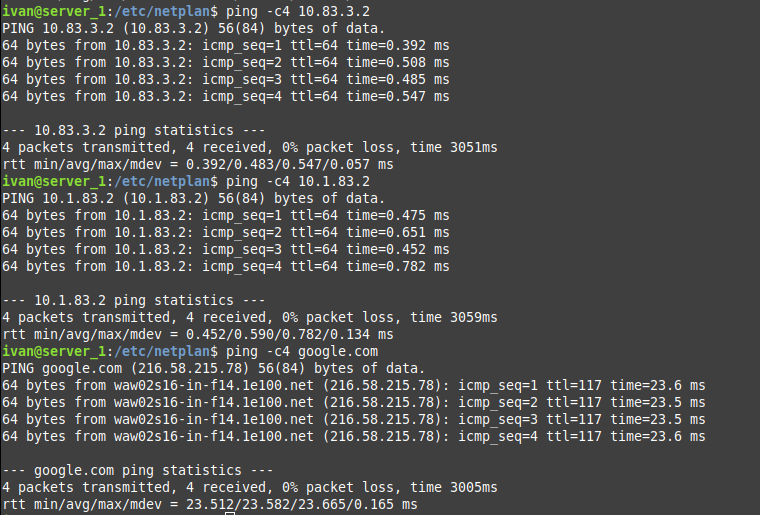 ivan@server_1:/etc/netplan$ ping -c4 10.83.3.2
PING 10.83.3.2 (10.83.3.2) 56(84) bytes of data.
64 bytes from 10.83.3.2: icmp_seq=1 ttl=64 time=0.392 ms
64 bytes from 10.83.3.2: icmp_seq=2 ttl=64 time=0.508 ms
64 bytes from 10.83.3.2: icmp_seq=3 ttl=64 time=0.485 ms
64 bytes from 10.83.3.2: icmp_seq=4 ttl=64 time=0.547 ms
--- 10.83.3.2 ping statistics ---
4 packets transmitted, 4 received, 0% packet loss, time 3051ms
rtt min/avg/max/mdev = 0.392/0.483/0.547/0.057 ms
ivan@server_1:/etc/netplan$ ping -c4 10.1.83.2
PING 10.1.83.2 (10.1.83.2) 56(84) bytes of data.
64 bytes from 10.1.83.2: icmp_seq=1 ttl=64 time=0.475 ms
64 bytes from 10.1.83.2: icmp_seq=2 ttl=64 time=0.651 ms
64 bytes from 10.1.83.2: icmp_seq=3 ttl=64 time=0.452 ms
64 bytes from 10.1.83.2: icmp_seq=4 ttl=64 time=0.782 ms
--- 10.1.83.2 ping statistics ---
4 packets transmitted, 4 received, 0% packet loss, time 3059ms
rtt min/avg/max/mdev = 0.452/0.590/0.782/0.134 ms
ivan@server_1:/etc/netplan$ ping -c4 google.com
PING google.com (216.58.215.78) 56(84) bytes of data.
64 bytes from waw02s16-in-f14.1e100.net (216.58.215.78): icmp_seq=1 ttl=117 time=23.6 ms
64 bytes from waw02s16-in-f14.1e100.net (216.58.215.78): icmp_seq=2 ttl=117 time=23.5 ms
64 bytes from waw02s16-in-f14.1e100.net (216.58.215.78): icmp_seq=3 ttl=117 time=23.5 ms
64 bytes from waw02s16-in-f14.1e100.net (216.58.215.78): icmp_seq=4 ttl=117 time=23.6 ms
--- google.com ping statistics ---
4 packets transmitted, 4 received, 0% packet loss, time 3005ms
rtt min/avg/max/mdev = 23.512/23.582/23.665/0.165 ms